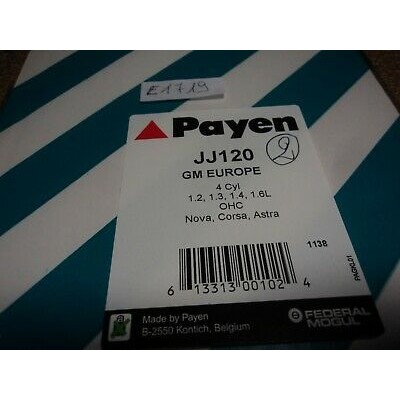 E1719
Payen
JJ120
2
GM EUROPE
4 Cyl
1.2, 1.3, 1.4, 1.6L
OHC
Nova, Corsa, Astra
1138
PAGKL01
6 13313 00102 4
Made by Payen
B-2550 Kontich, Belgium
FEDERAL
MOGUL